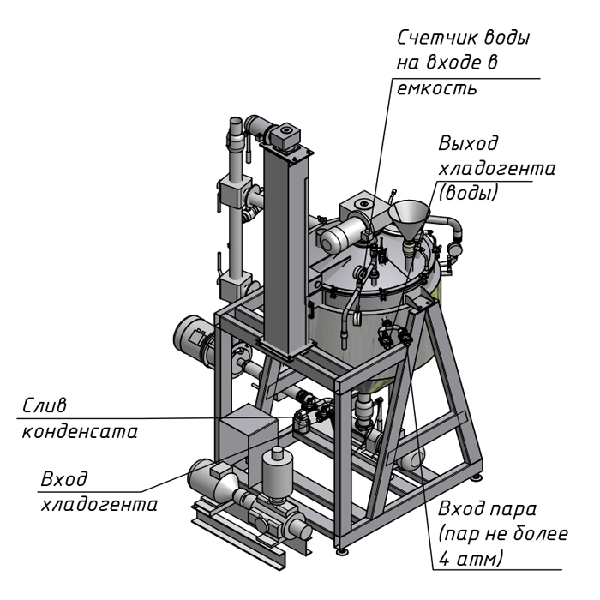 Счетчик воды
на входе в
емкость
Выход
хладогента
(воды)
Слив
конденсата
Вход
хладогента
Вход пара
(пар не более
4 атм)